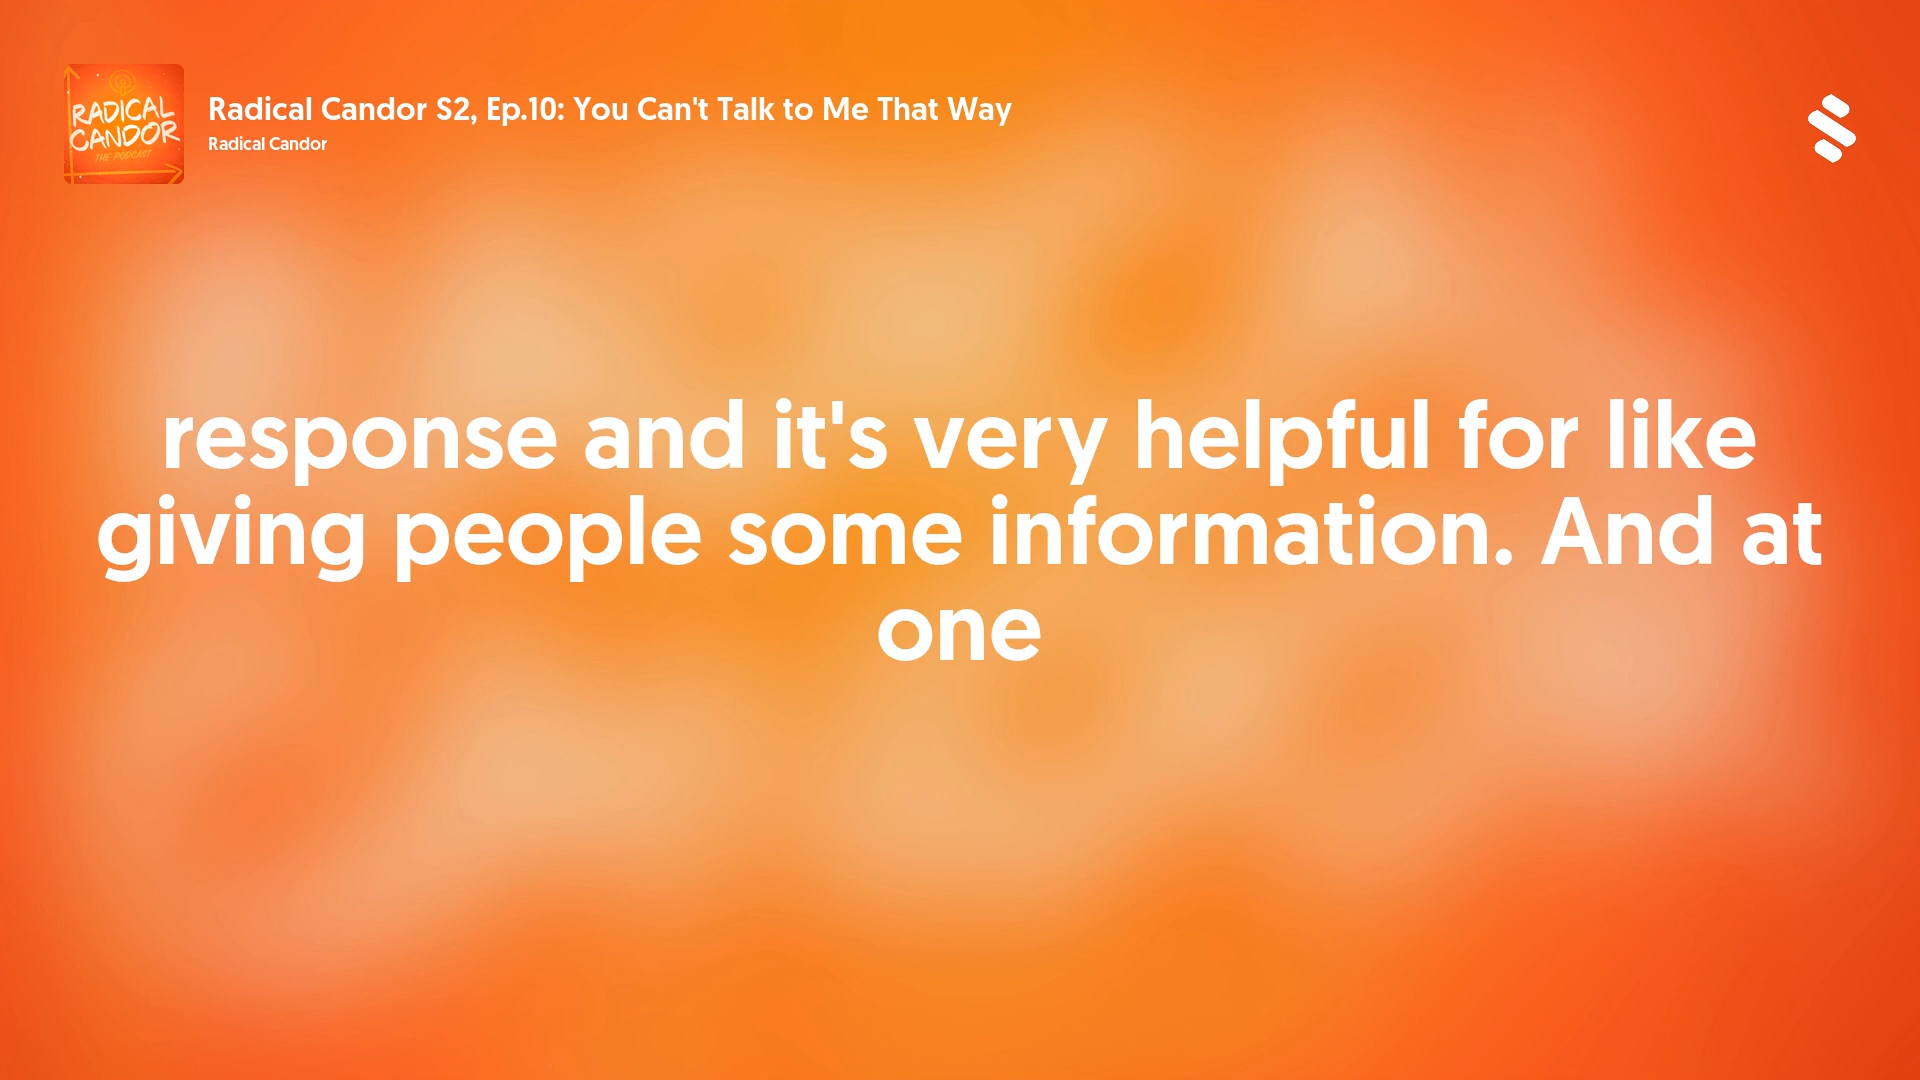 RADICAL
CANDOR
THE PODCAST
Radical Candor S2, Ep.10: You Can't Talk to Me That Way
Radical Candor
response and it's very helpful for like
giving people some information. And at
one